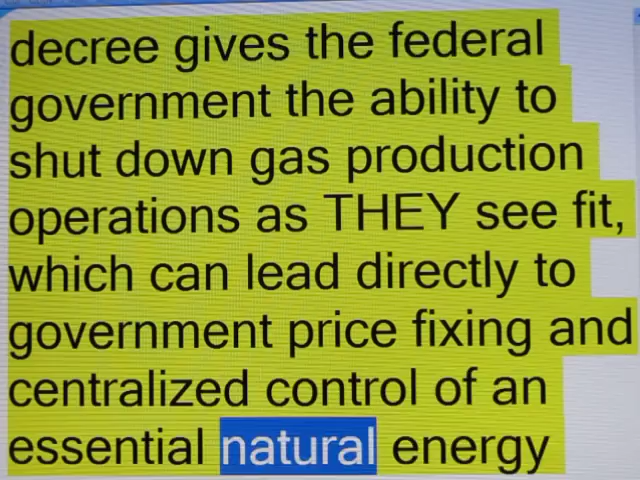 decree gives the federal
government the ability to
shut down gas production
operations as THEY see fit,
which can lead directly to
government price fixing and
centralized control of an
essential natural energy